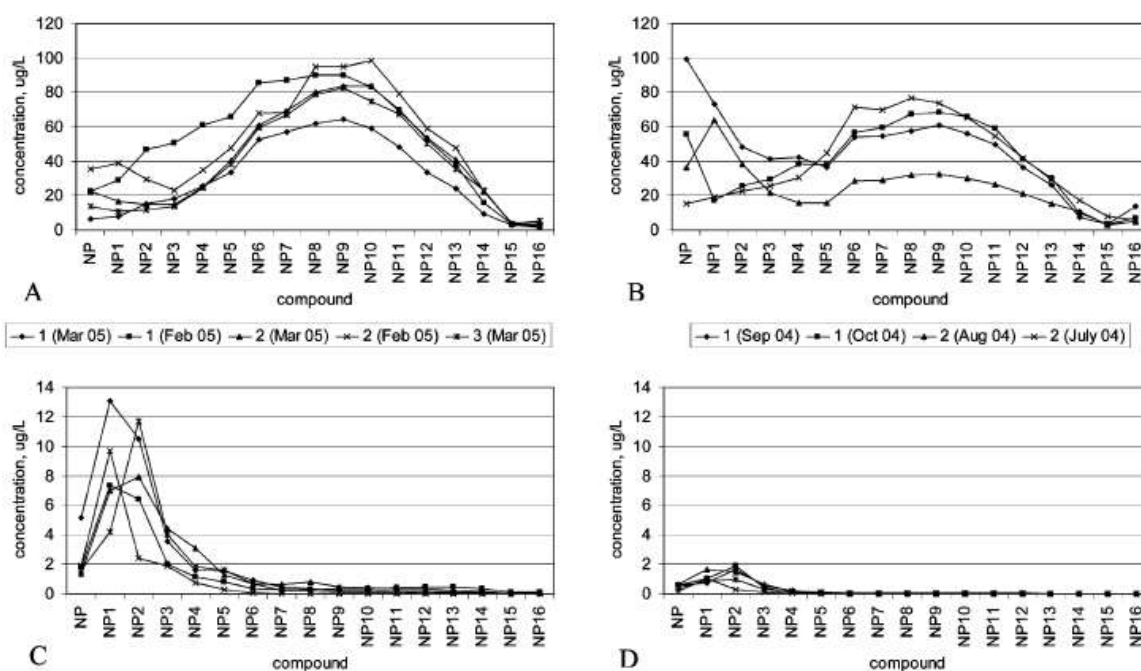 120
100
80
60
40
20
0
concentration, ug/L
NP NP1 NP2 NP3 NP4 NP5 NP6 NP7 NP8 NP9 NP10 NP11 NP12 NP13 NP14 NP15 NP16
A compound
120
100
80
60
40
20
0
concentration, ug/L
NP NP1 NP2 NP3 NP4 NP5 NP6 NP7 NP8 NP9 NP10 NP11 NP12 NP13 NP14 NP15 NP16
B compound
1 (Mar 05) 1 (Feb 05) 2 (Mar 05) 2 (Feb 05) 3 (Mar 05)
1 (Sep 04) 1 (Oct 04) 2 (Aug 04) 2 (July 04)
14
12
10
8
6
4
2
0
concentration, ug/L
NP NP1 NP2 NP3 NP4 NP5 NP6 NP7 NP8 NP9 NP10 NP11 NP12 NP13 NP14 NP15 NP16
C compound
14
12
10
8
6
4
2
0
concentration, ug/L
NP NP1 NP2 NP3 NP4 NP5 NP6 NP7 NP8 NP9 NP10 NP11 NP12 NP13 NP14 NP15 NP16
compound D